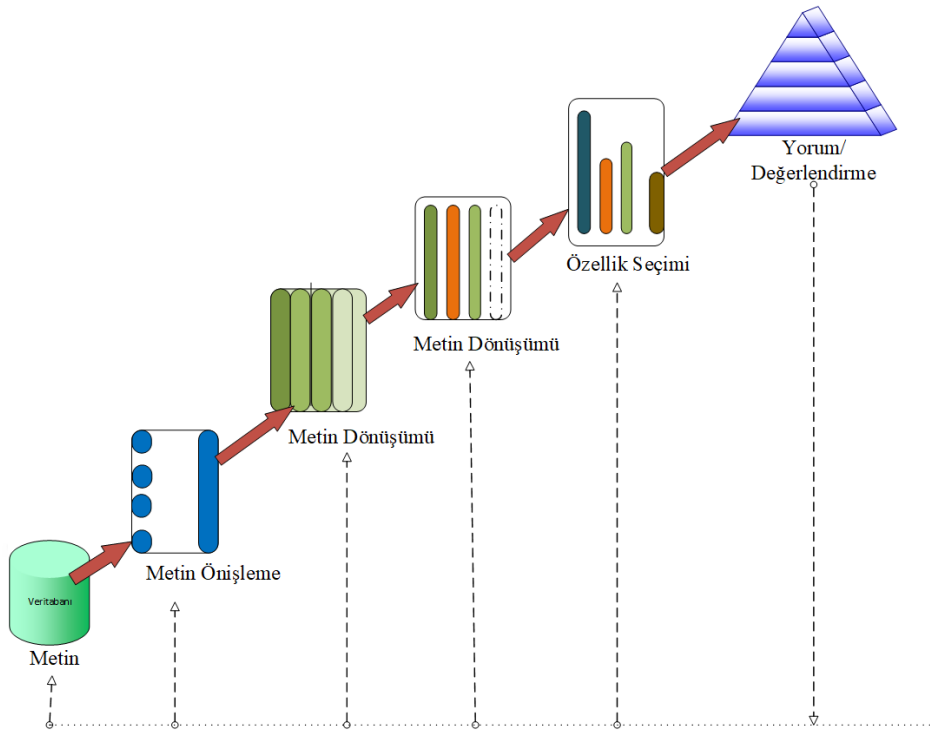 Yorum/
Değerlendirme
Özellik Seçimi
Metin Dönüşümü
Metin Dönüşümü
Metin Önişleme
Veritabanı
Metin